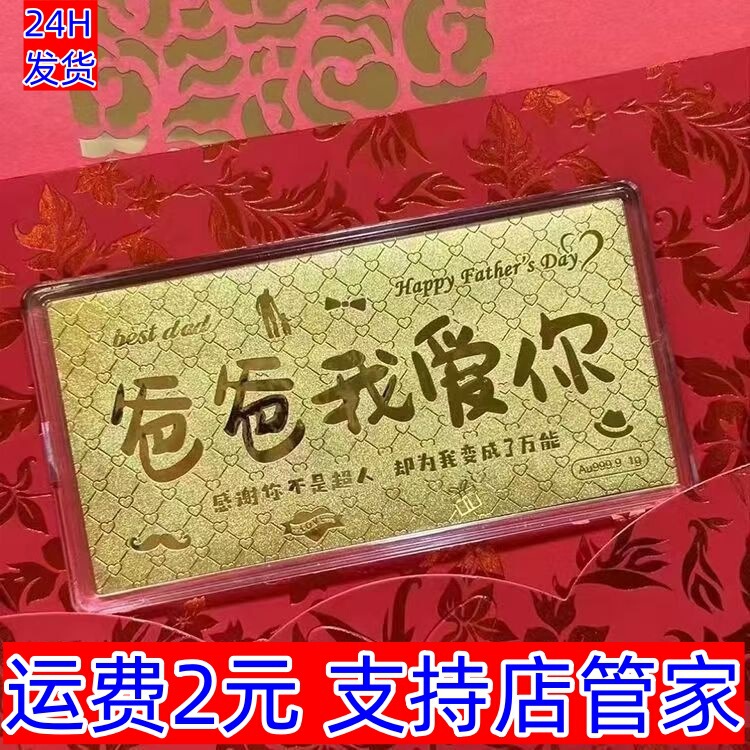 24H
发货
Happy Father's Day
best dad
爸爸我爱你
感谢你不是超人 却为我变成了万能
Au999.9 1g
LOVE
运费2元 支持店管家